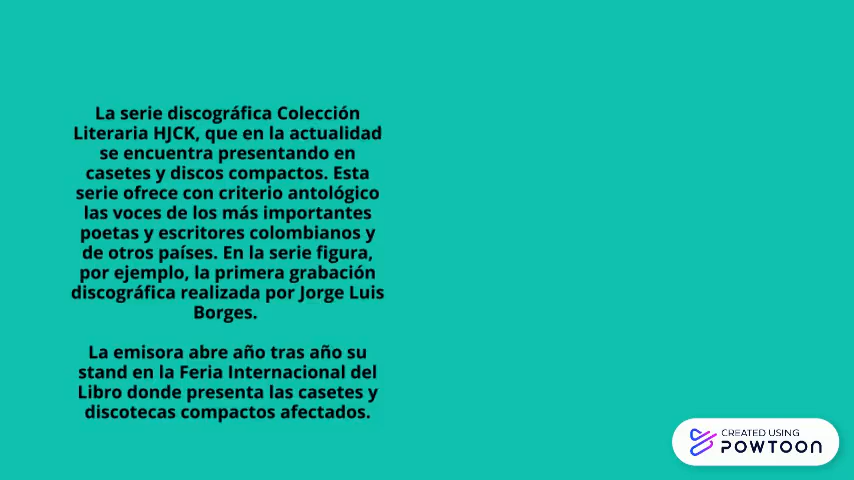 La serie discográfica Colección
Literaria HJCK, que en la actualidad
se encuentra presentando en
casetes y discos compactos. Esta
serie ofrece con criterio antológico
las voces de los más importantes
poetas y escritores colombianos y
de otros países. En la serie figura,
por ejemplo, la primera grabación
discográfica realizada por Jorge Luis
Borges.
La emisora abre año tras año su
stand en la Feria Internacional del
Libro donde presenta las casetes y
discotecas compactos afectados.
CREATED USING
POWTOON